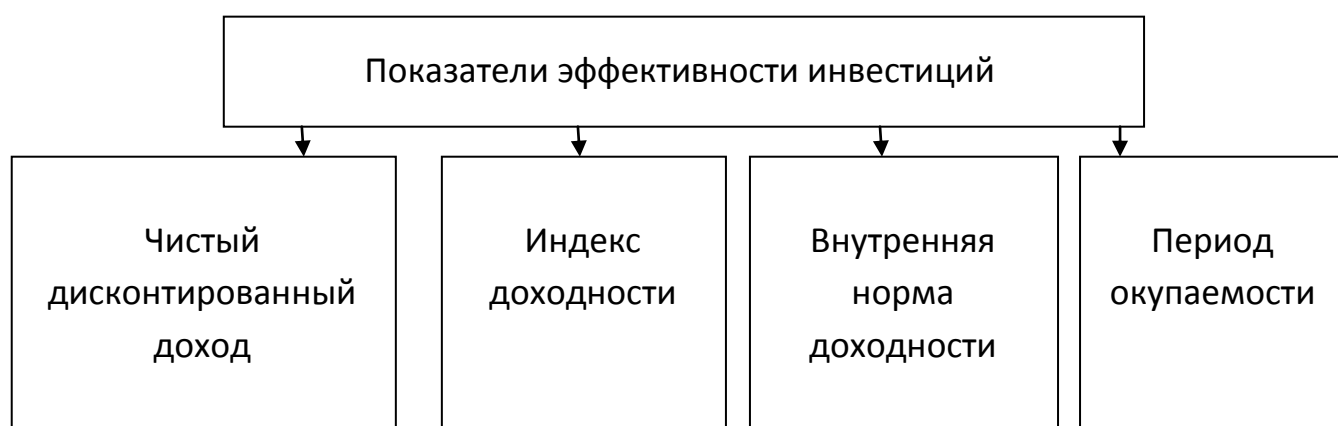 Показатели эффективности инвестиций
Чистый
дисконтированный
доход
Индекс
доходности
Внутренняя
норма
доходности
Период
окупаемости